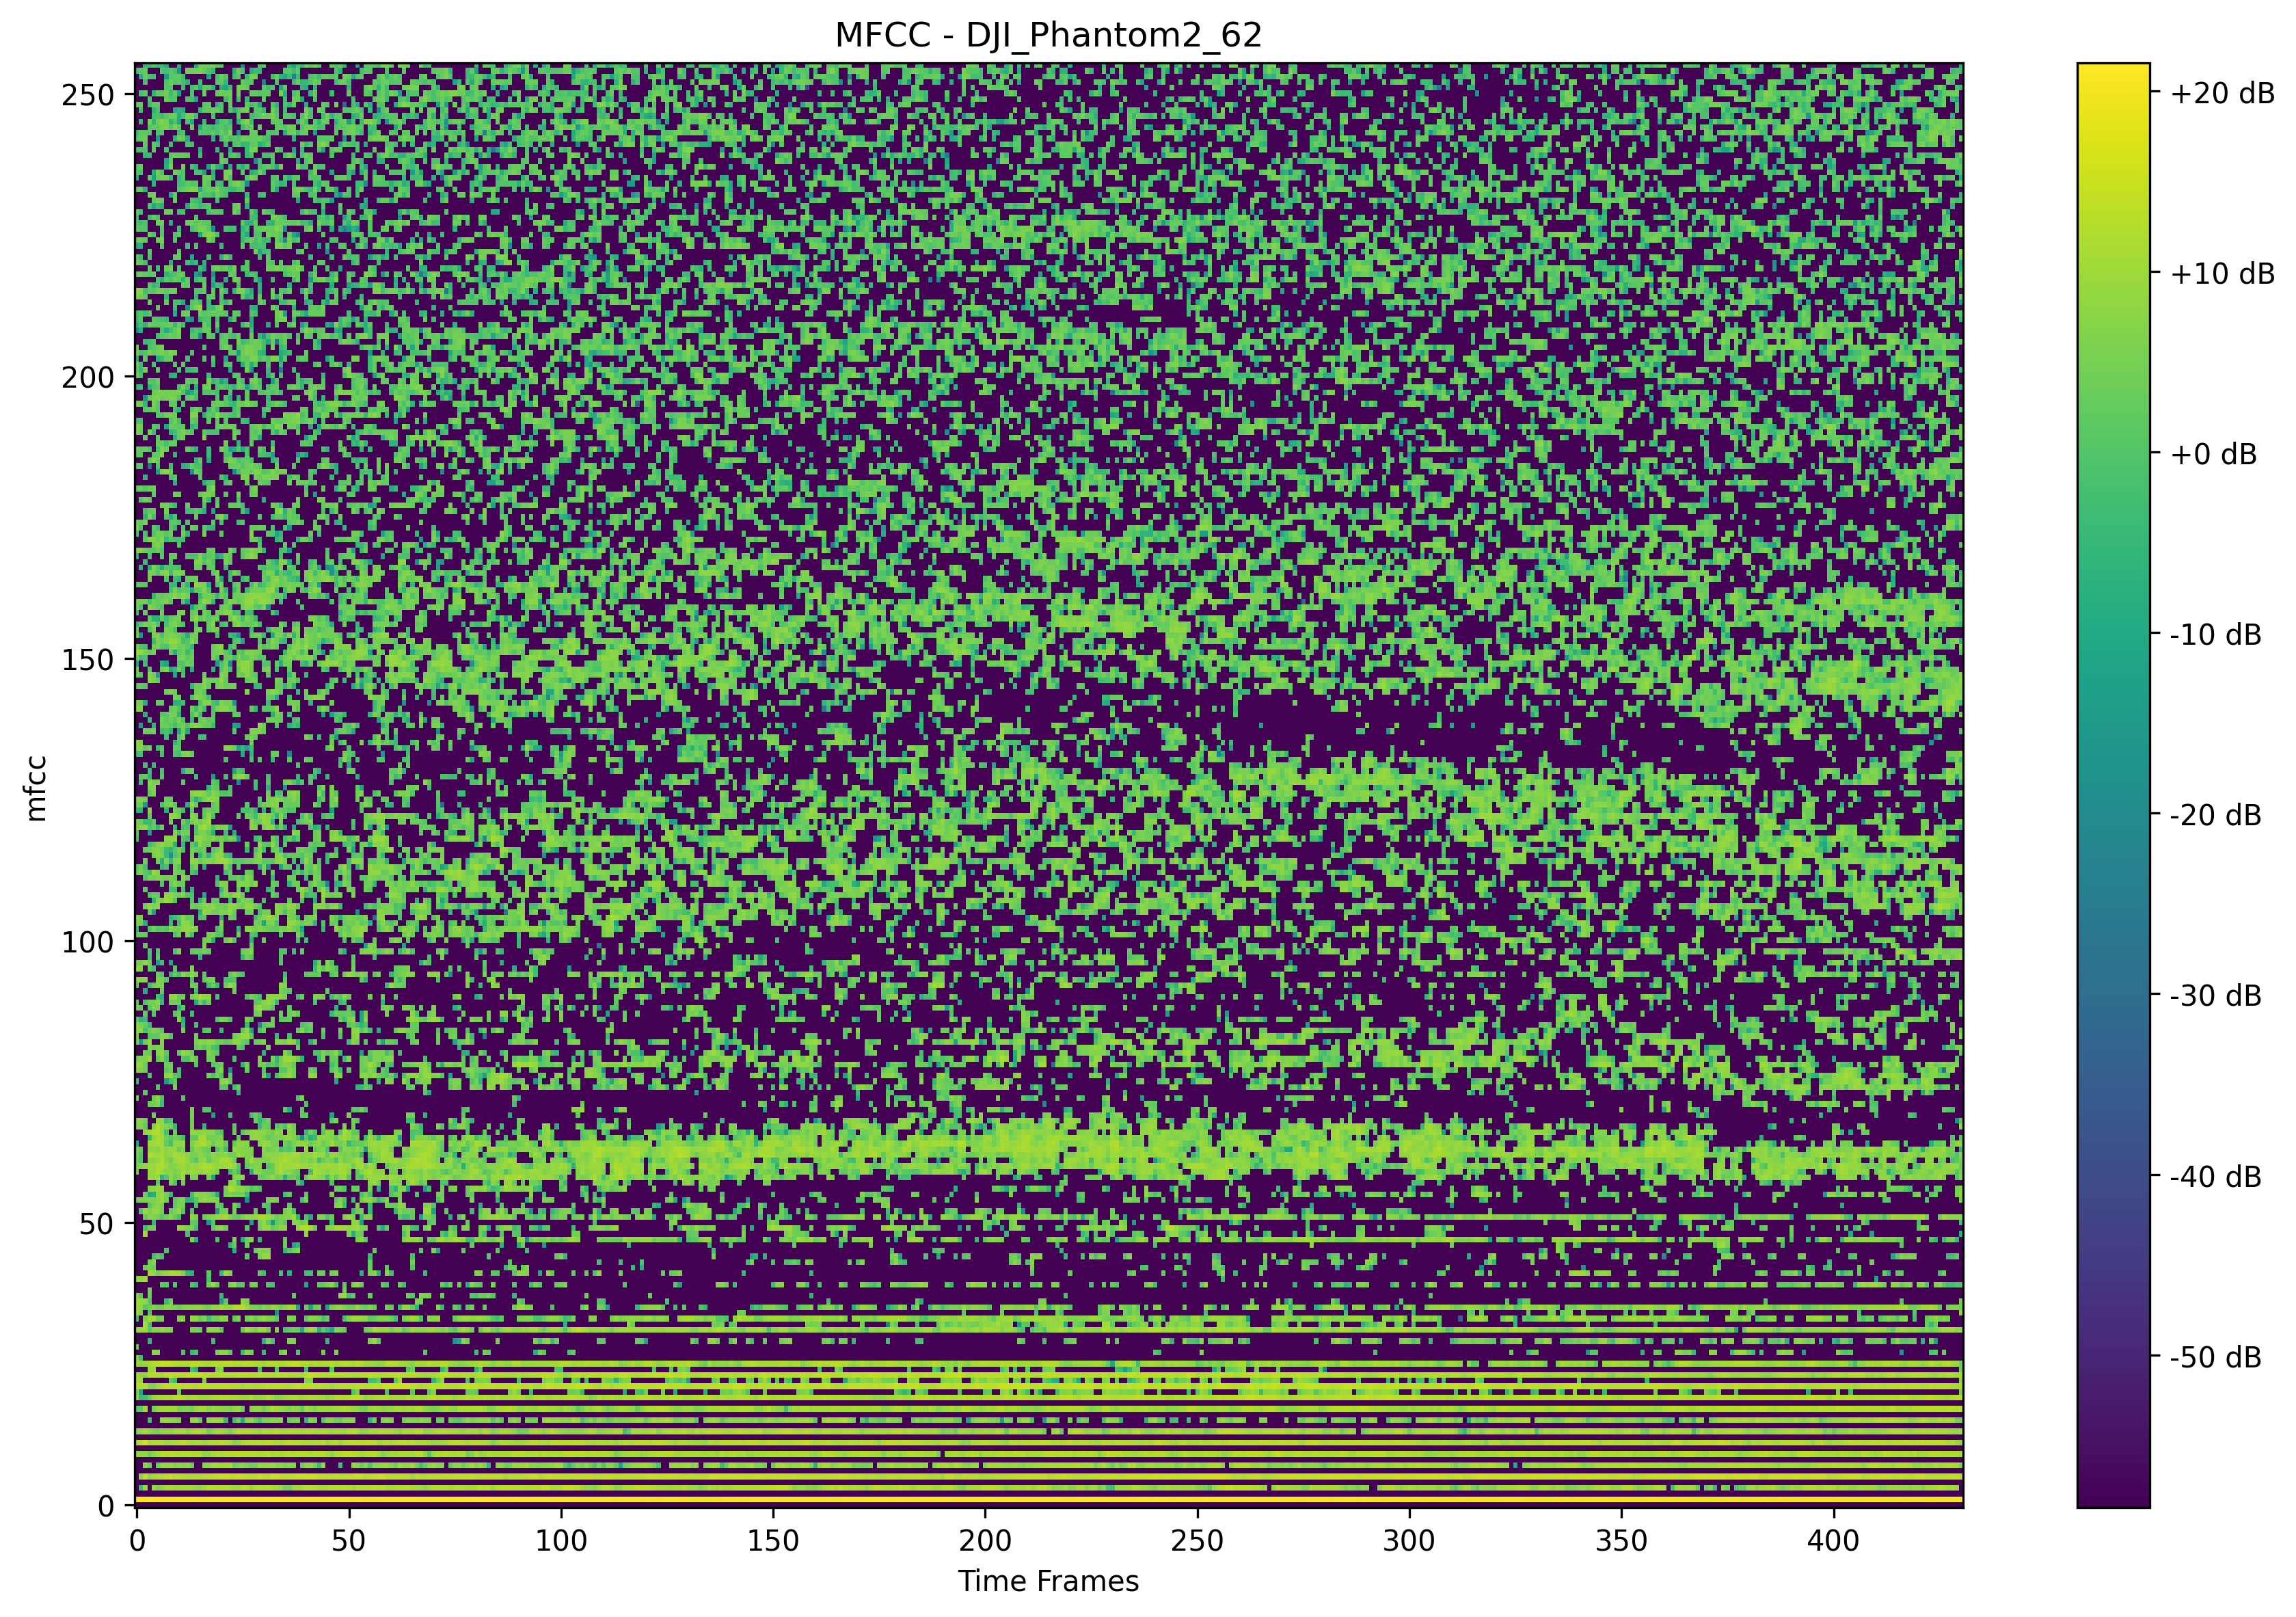 MFCC - DJI_Phantom2_62
250
200
150
100
50
0
mfcc
0 50 100 150 200 250 300 350 400
Time Frames
+20 dB
+10 dB
+0 dB
-10 dB
-20 dB
-30 dB
-40 dB
-50 dB